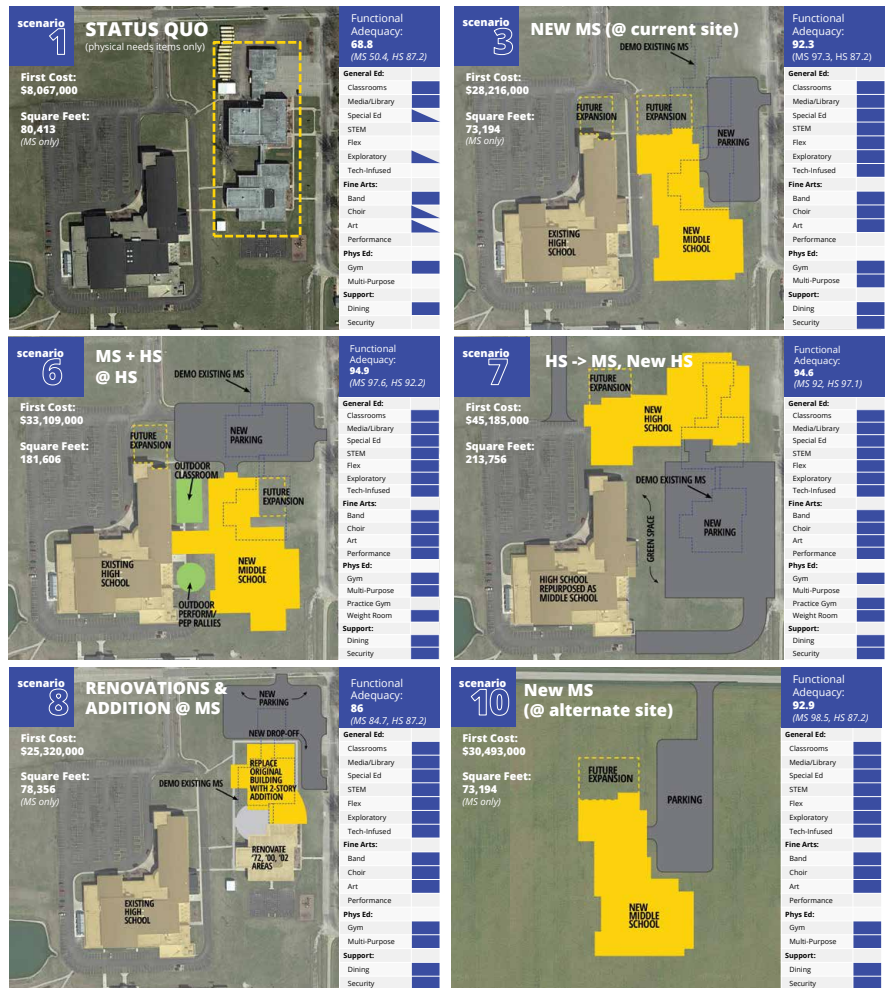 scenario
1
STATUS QUO
(physical needs items only)
First Cost:
$8,067,000
Square Feet:
80,413
(MS only)
Functional
Adequacy:
68.8
(MS 50.4, HS 87.2)
General Ed:
Classrooms
Media/Library
Special Ed
STEM
Flex
Exploratory
Tech-Infused
Fine Arts:
Band
Choir
Art
Performance
Phys Ed:
Gym
Multi-Purpose
Support:
Dining
Security
scenario
3
NEW MS (@ current site)
DEMO EXISTING MS
First Cost:
$28,216,000
Square Feet:
73,194
(MS only)
FUTURE
EXPANSION
FUTURE
EXPANSION
NEW
PARKING
EXISTING
HIGH
SCHOOL
NEW
MIDDLE
SCHOOL
Functional
Adequacy:
92.3
(MS 97.3, HS 87.2)
General Ed:
Classrooms
Media/Library
Special Ed
STEM
Flex
Exploratory
Tech-Infused
Fine Arts:
Band
Choir
Art
Performance
Phys Ed:
Gym
Multi-Purpose
Support:
Dining
Security
scenario
6
MS + HS
@ HS
DEMO EXISTING MS
First Cost:
$33,109,000
Square Feet:
181,606
FUTURE
EXPANSION
NEW
PARKING
OUTDOOR
CLASSROOM
FUTURE
EXPANSION
EXISTING
HIGH
SCHOOL
NEW
MIDDLE
SCHOOL
OUTDOOR
PERFORM/
PEP RALLIES
Functional
Adequacy:
94.9
(MS 97.6, HS 92.2)
General Ed:
Classrooms
Media/Library
Special Ed
STEM
Flex
Exploratory
Tech-Infused
Fine Arts:
Band
Choir
Art
Performance
Phys Ed:
Gym
Multi-Purpose
Practice Gym
Weight Room
Support:
Dining
Security
scenario
7
HS -> MS, New HS
First Cost:
$45,185,000
Square Feet:
213,756
FUTURE
EXPANSION
NEW
HIGH
SCHOOL
DEMO EXISTING MS
NEW
PARKING
GREEN SPACE
HIGH SCHOOL
REPURPOSED AS
MIDDLE SCHOOL
Functional
Adequacy:
94.6
(MS 92, HS 97.1)
General Ed:
Classrooms
Media/Library
Special Ed
STEM
Flex
Exploratory
Tech-Infused
Fine Arts:
Band
Choir
Art
Performance
Phys Ed:
Gym
Multi-Purpose
Practice Gym
Weight Room
Support:
Dining
Security
scenario
8
RENOVATIONS &
ADDITION @ MS
First Cost:
$25,320,000
Square Feet:
78,356
(MS only)
NEW
PARKING
NEW DROP-OFF
REPLACE
ORIGINAL
BUILDING
WITH 2-STORY
ADDITION
DEMO EXISTING MS
RENOVATE
'72, '00, '02
AREAS
EXISTING
HIGH
SCHOOL
Functional
Adequacy:
86
(MS 84.7, HS 87.2)
General Ed:
Classrooms
Media/Library
Special Ed
STEM
Flex
Exploratory
Tech-Infused
Fine Arts:
Band
Choir
Art
Performance
Phys Ed:
Gym
Multi-Purpose
Support:
Dining
Security
scenario
10
New MS
(@ alternate site)
First Cost:
$30,493,000
Square Feet:
73,194
(MS only)
FUTURE
EXPANSION
PARKING
NEW
MIDDLE
SCHOOL
Functional
Adequacy:
92.9
(MS 98.5, HS 87.2)
General Ed:
Classrooms
Media/Library
Special Ed
STEM
Flex
Exploratory
Tech-Infused
Fine Arts:
Band
Choir
Art
Performance
Phys Ed:
Gym
Multi-Purpose
Support:
Dining
Security